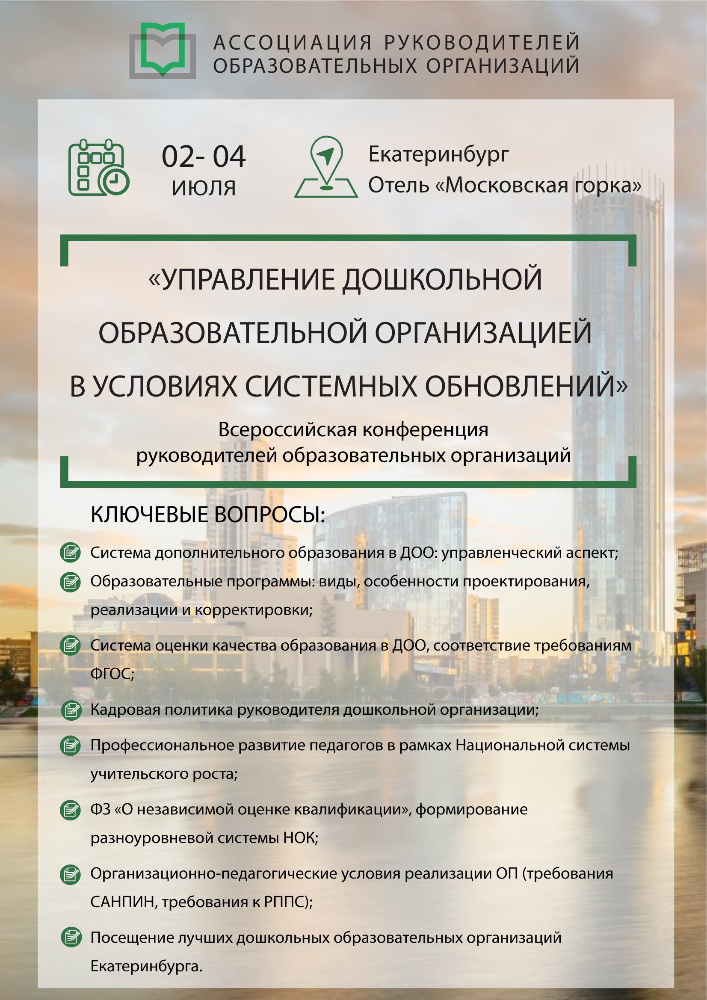 АССОЦИАЦИЯ РУКОВОДИТЕЛЕЙ
ОБРАЗОВАТЕЛЬНЫХ ОРГАНИЗАЦИЙ
02- 04
ИЮЛЯ
Екатеринбург
Отель «Московская горка»
«УПРАВЛЕНИЕ ДОШКОЛЬНОЙ
ОБРАЗОВАТЕЛЬНОЙ ОРГАНИЗАЦИЕЙ
В УСЛОВИЯХ СИСТЕМНЫХ ОБНОВЛЕНИЙ»
Всероссийская конференция
руководителей образовательных организаций
КЛЮЧЕВЫЕ ВОПРОСЫ:
Система дополнительного образования в ДОО: управленческий аспект;
Образовательные программы: виды, особенности проектирования,
реализации и корректировки;
Система оценки качества образования в ДОО, соответствие требованиям
ФГОС;
Кадровая политика руководителя дошкольной организации;
Профессиональное развитие педагогов в рамках Национальной системы
учительского роста;
ФЗ «О независимой оценке квалификации», формирование
разноуровневой системы НОК;
Организационно-педагогические условия реализации ОП (требования
САНПИН, требования к РППС);
Посещение лучших дошкольных образовательных организаций
Екатеринбурга.